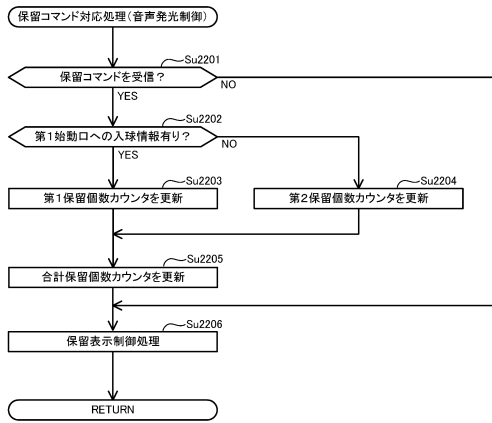 保留コマンド対応処理(音声発光制御)
Su2201
保留コマンドを受信?
NO
YES
Su2202
第1始動口への入球情報有り?
NO
YES
Su2203
第1保留個数カウンタを更新
Su2204
第2保留個数カウンタを更新
Su2205
合計保留個数カウンタを更新
Su2206
保留表示制御処理
RETURN